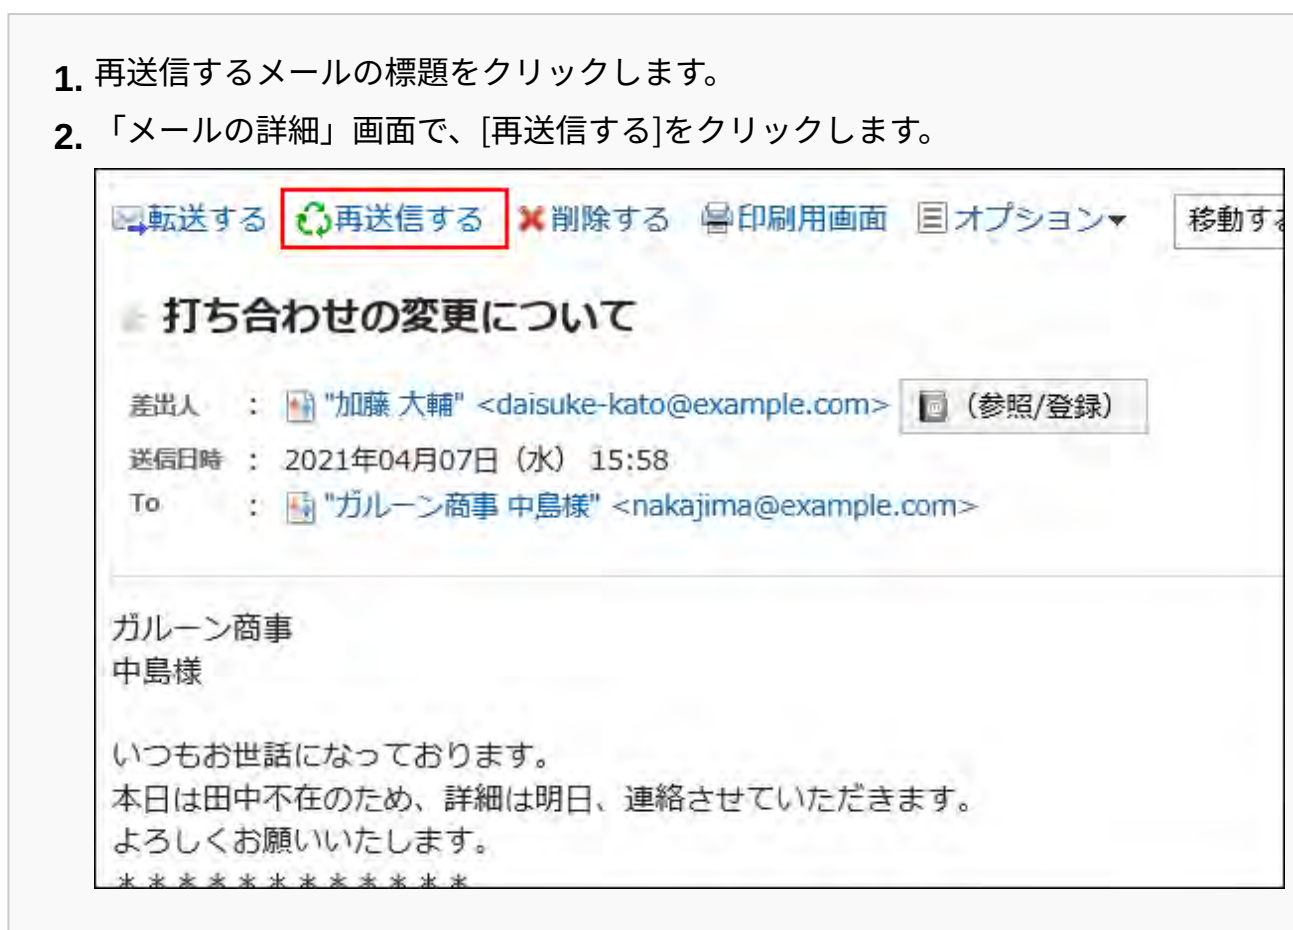 1. 再送信するメールの標題をクリックします。
2. 「メールの詳細」画面で、[再送信する]をクリックします。
転送する 再送信する 削除する 印刷用画面 オプション▾ 移動する
打ち合わせの変更について
差出人 : "加藤 大輔" <daisuke-kato@example.com> (参照/登録)
送信日時 : 2021年04月07日（水） 15:58
To : "ガルーン商事 中島様" <nakajima@example.com>
ガルーン商事
中島様
いつもお世話になっております。
本日は田中不在のため、詳細は明日、連絡させていただきます。
よろしくお願いいたします。
＊＊＊＊＊＊＊＊＊＊＊＊